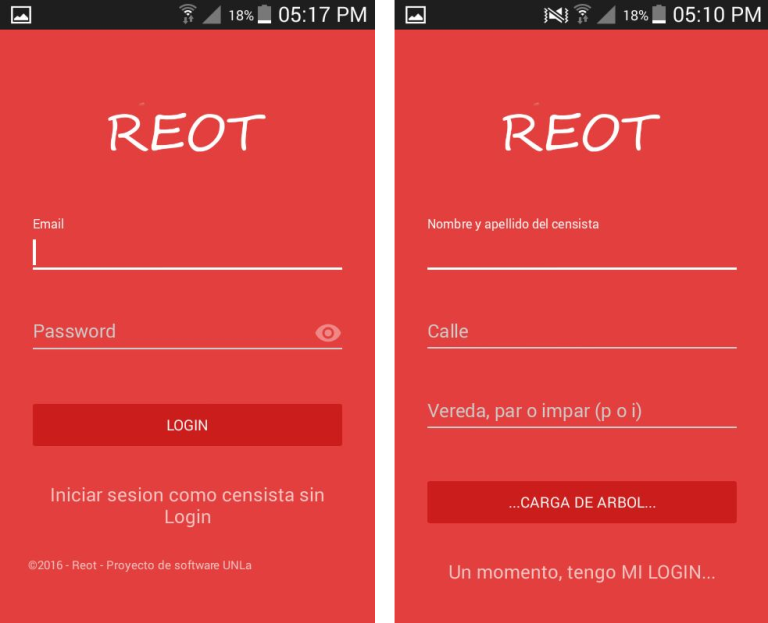 18% 05:17 PM
REOT
Email
Password
LOGIN
Iniciar sesion como censista sin
Login
©2016 - Reot - Proyecto de software UNLa
18% 05:10 PM
REOT
Nombre y apellido del censista
Calle
Vereda, par o impar (p o i)
...CARGA DE ARBOL...
Un momento, tengo MI LOGIN...